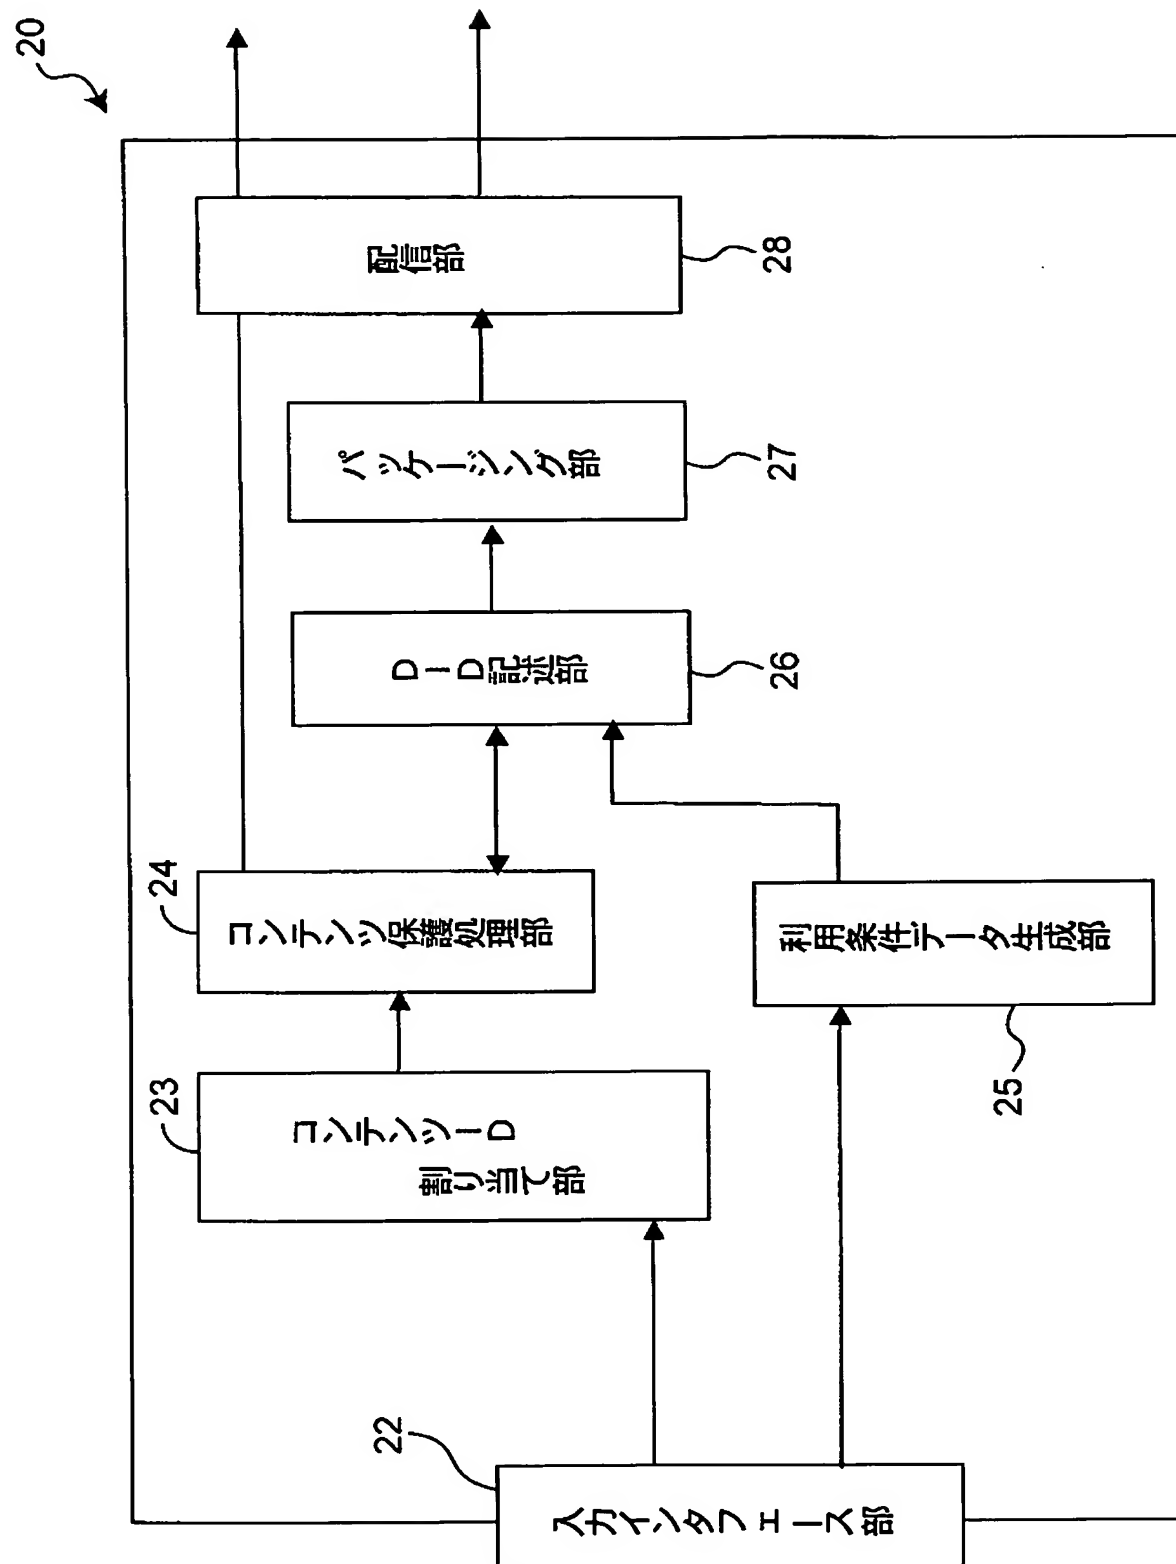 20
22
入力インタフェース部
23
コンテンツID
割り当て部
24
コンテンツ保護処理部
25
利用条件データ生成部
26
DID記述部
27
パッケージング部
28
配信部